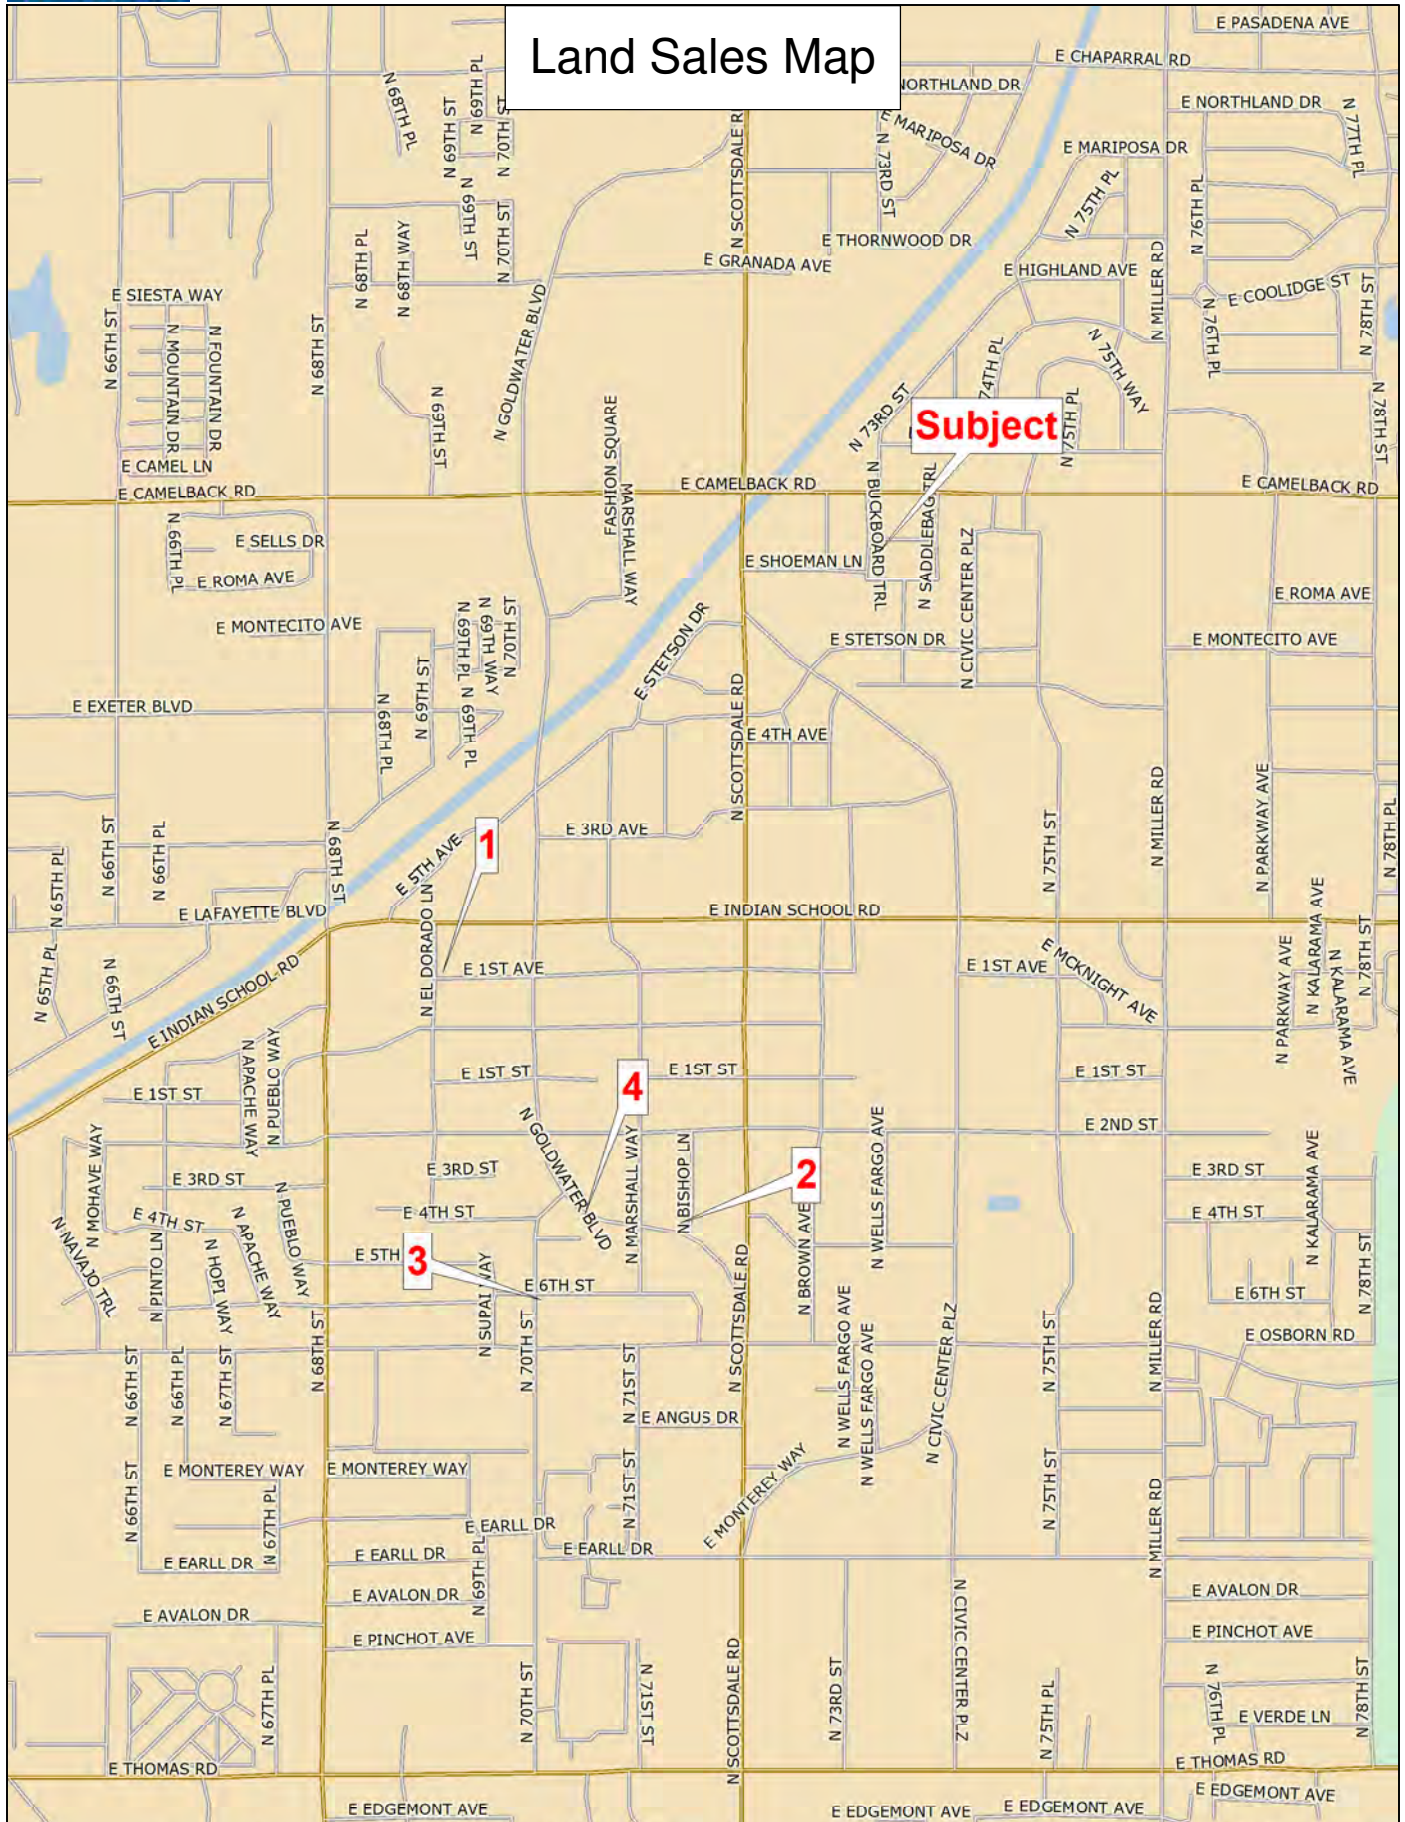 Land Sales Map
E PASADENA AVE
E CHAPARRAL RD
NORTHLAND DR
E NORTHLAND DR
N 77TH PL
N 68TH PL
N 69TH ST
N 69TH PL
N 70TH ST
N SCOTTSDALE RD
E MARIPOSA DR
N 73RD ST
E MARIPOSA DR
N 75TH PL
N 76TH PL
N 69TH ST
N 70TH ST
N 68TH PL
N 68TH WAY
E THORNWOOD DR
E GRANADA AVE
E HIGHLAND AVE
N MILLER RD
E COOLIDGE ST
N 78TH ST
E SIESTA WAY
N 66TH ST
N MOUNTAIN DR
N FOUNTAIN DR
N 68TH ST
N GOLDWATER BLVD
N 76TH PL
N 75TH WAY
74TH PL
N 73RD ST
N 75TH PL
N 78TH ST
N 69TH ST
FASHION SQUARE
Subject
E CAMEL LN
E CAMELBACK RD
E CAMELBACK RD
E CAMELBACK RD
MARSHALL WAY
N BUCKBOARD TRL
N SADDLEBAG TRL
N CIVIC CENTER PLZ
N 66TH PL
E SELLS DR
E ROMA AVE
E SHOEMAN LN
E ROMA AVE
E MONTECITO AVE
N 69TH PL
N 69TH WAY
N 70TH ST
E STETSON DR
E STETSON DR
E MONTECITO AVE
N 69TH ST
N 68TH PL
N 69TH PL
E EXETER BLVD
N SCOTTSDALE RD
E 4TH AVE
N MILLER RD
N PARKWAY AVE
N 78TH PL
N 66TH ST
N 66TH PL
N 65TH PL
N 68TH ST
1
E 3RD AVE
E 5TH AVE
N 75TH ST
E LAFAYETTE BLVD
E INDIAN SCHOOL RD
N EL DORADO LN
E 1ST AVE
E 1ST AVE
E MCKNIGHT AVE
N KALARAMA AVE
N PARKWAY AVE
N KALARAMA AVE
N 78TH ST
N 65TH PL
N 66TH ST
E INDIAN SCHOOL RD
N APACHE WAY
N PUEBLO WAY
E 1ST ST
E 1ST ST
4
E 1ST ST
E 1ST ST
N MOHAVE WAY
N GOLDWATER BLVD
N MARSHALL WAY
N BISHOP LN
2
N WELLS FARGO AVE
E 2ND ST
N KALARAMA AVE
E 3RD ST
E 3RD ST
E 3RD ST
E 4TH ST
E 4TH ST
E 4TH ST
N NAVAJO TRL
N PINTO LN
N HOPI WAY
N APACHE WAY
N PUEBLO WAY
E 5TH
3
N SUPAI WAY
E 6TH ST
N SCOTTSDALE RD
N BROWN AVE
E 6TH ST
N 78TH ST
E OSBORN RD
N 66TH ST
N 66TH PL
N 67TH ST
N 68TH ST
N 70TH ST
N 71ST ST
N WELLS FARGO AVE
N WELLS FARGO AVE
N CIVIC CENTER PLZ
N 75TH ST
N MILLER RD
E ANGUS DR
N 66TH ST
E MONTEREY WAY
E MONTEREY WAY
N 67TH PL
N 71ST ST
E MONTEREY WAY
N CIVIC CENTER PLZ
N 75TH ST
N MILLER RD
E EARLL DR
E EARLL DR
E EARLL DR
E EARLL DR
N 69TH PL
E AVALON DR
E AVALON DR
E AVALON DR
E PINCHOT AVE
E PINCHOT AVE
N 67TH PL
N 70TH ST
N 71ST ST
N SCOTTSDALE RD
N 73RD ST
N CIVIC CENTER PLZ
N 75TH PL
N 76TH PL
E VERDE LN
N 78TH ST
E THOMAS RD
E THOMAS RD
E EDGEMONT AVE
E EDGEMONT AVE
E EDGEMONT AVE
E EDGEMONT AVE